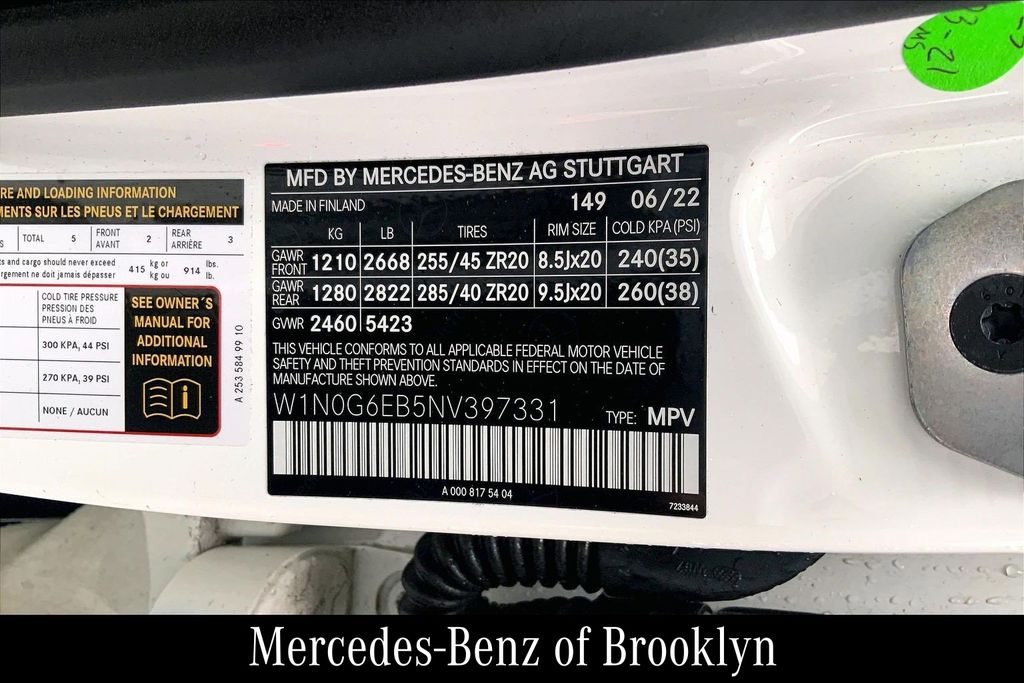 23-21
MS
RE AND LOADING INFORMATION
MENTS SUR LES PNEUS ET LE CHARGEMENT
TOTAL 5 FRONT AVANT 2 REAR ARRIÈRE 3
and cargo should never exceed 415 kg or 914 lbs.
ne doit jamais dépasser kg ou lb.
COLD TIRE PRESSURE
PRESSION DES
PNEUS À FROID
300 KPA, 44 PSI
270 KPA, 39 PSI
NONE / AUCUN
SEE OWNER´S
MANUAL FOR
ADDITIONAL
INFORMATION
A 253 584 99 10
MFD BY MERCEDES-BENZ AG STUTTGART
MADE IN FINLAND 149 06/22
KG LB TIRES RIM SIZE COLD KPA(PSI)
GAWR FRONT 1210 2668 255/45 ZR20 8.5Jx20 240(35)
GAWR REAR 1280 2822 285/40 ZR20 9.5Jx20 260(38)
GVWR 2460 5423
THIS VEHICLE CONFORMS TO ALL APPLICABLE FEDERAL MOTOR VEHICLE
SAFETY AND THEFT PREVENTION STANDARDS IN EFFECT ON THE DATE OF
MANUFACTURE SHOWN ABOVE.
W1N0G6EB5NV397331 TYPE: MPV
A 000 817 54 04
7233844
Mercedes-Benz of Brooklyn